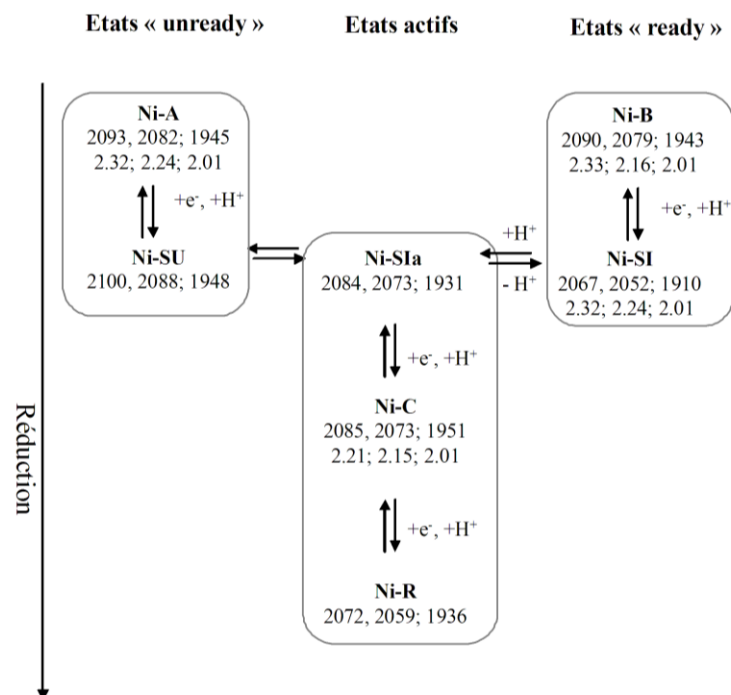 Etats « unready »
Etats actifs
Etats « ready »
Ni-A
2093, 2082; 1945
2.32; 2.24; 2.01
+e-, +H+
Ni-SU
2100, 2088; 1948
Ni-SIa
2084, 2073; 1931
+e-, +H+
Ni-C
2085, 2073; 1951
2.21; 2.15; 2.01
+e-, +H+
Ni-R
2072, 2059; 1936
+H+
- H+
Ni-B
2090, 2079; 1943
2.33; 2.16; 2.01
+e-, +H+
Ni-SI
2067, 2052; 1910
2.32; 2.24; 2.01
Réduction